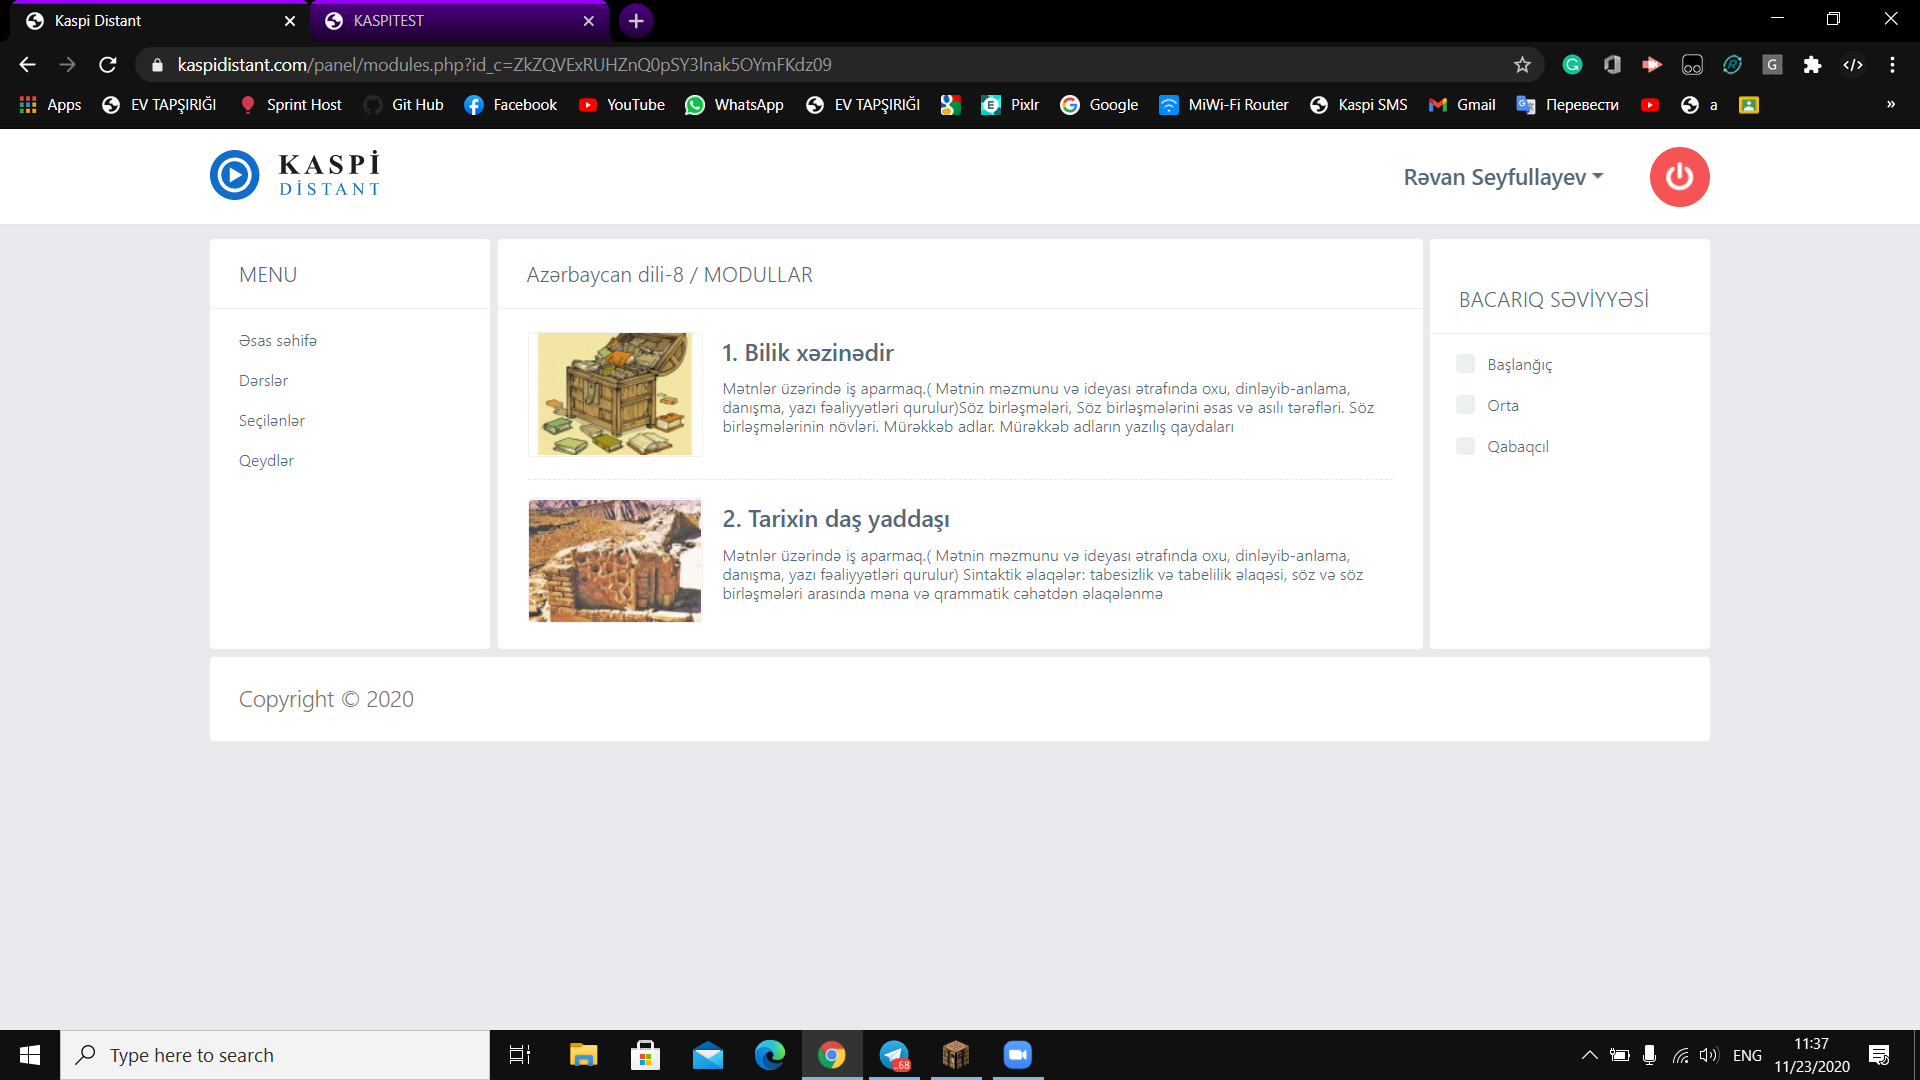 Kaspi Distant
KASPITEST
kaspidistant.com/panel/modules.php?id_c=ZkZQVExRUHZnQ0pSY3lnak5OYmFKdz09
Apps EV TAPŞIRIĞI Sprint Host Git Hub Facebook YouTube WhatsApp EV TAPŞIRIĞI Pixlr Google MiWi-Fi Router Kaspi SMS Gmail Перевести a »
KASPİ
DİSTANT
Rəvan Seyfullayev
MENU
Əsas səhifə
Dərslər
Seçilənlər
Qeydlər
Azərbaycan dili-8 / MODULLAR
1. Bilik xəzinədir
Mətnlər üzərində iş aparmaq.( Mətnin məzmunu və ideyası ətrafında oxu, dinləyib-anlama,
danışma, yazı fəaliyyətləri qurulur)Söz birləşmələri, Söz birləşmələrini əsas və asılı tərəfləri. Söz
birləşmələrinin növləri. Mürəkkəb adlar. Mürəkkəb adların yazılış qaydaları
2. Tarixin daş yaddaşı
Mətnlər üzərində iş aparmaq.( Mətnin məzmunu və ideyası ətrafında oxu, dinləyib-anlama,
danışma, yazı fəaliyyətləri qurulur) Sintaktik əlaqələr: tabesizlik və tabelilik əlaqəsi, söz və söz
birləşmələri arasında məna və qrammatik cəhətdən əlaqələnmə
BACARIQ SƏVİYYƏSİ
Başlanğıç
Orta
Qabaqcıl
Copyright © 2020
Type here to search
..68
ENG
11:37
11/23/2020